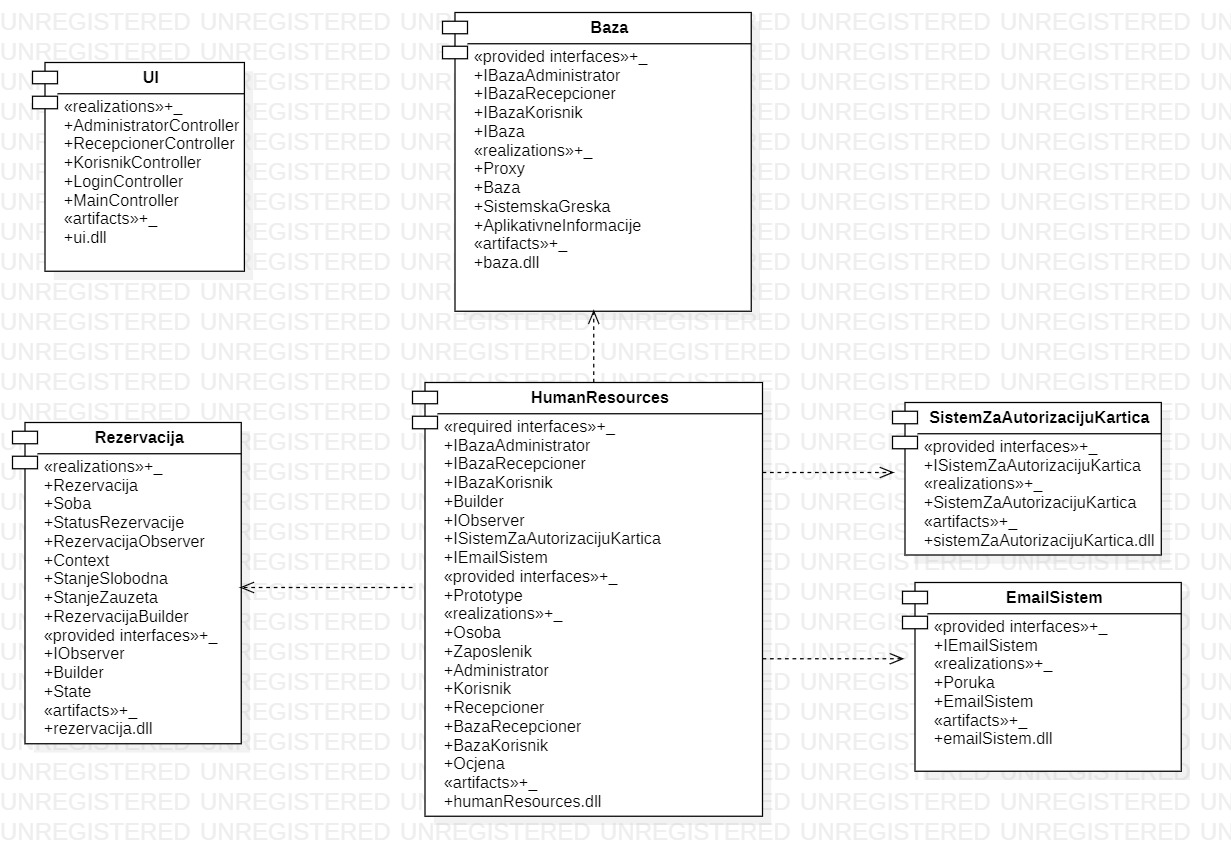 UI
«realizations»+_
+AdministratorController
+RecepcionerController
+KorisnikController
+LoginController
+MainController
«artifacts»+_
+ui.dll
Baza
«provided interfaces»+_
+IBazaAdministrator
+IBazaRecepcioner
+IBazaKorisnik
+IBaza
«realizations»+_
+Proxy
+Baza
+SistemskaGreska
+AplikativneInformacije
«artifacts»+_
+baza.dll
Rezervacija
«realizations»+_
+Rezervacija
+Soba
+StatusRezervacije
+RezervacijaObserver
+Context
+StanjeSlobodna
+StanjeZauzeta
+RezervacijaBuilder
«provided interfaces»+_
+IObserver
+Builder
+State
«artifacts»+_
+rezervacija.dll
HumanResources
«required interfaces»+_
+IBazaAdministrator
+IBazaRecepcioner
+IBazaKorisnik
+Builder
+IObserver
+ISistemZaAutorizacijuKartica
+IEmailSistem
«provided interfaces»+_
+Prototype
«realizations»+_
+Osoba
+Zaposlenik
+Administrator
+Korisnik
+Recepcioner
+BazaRecepcioner
+BazaKorisnik
+Ocjena
«artifacts»+_
+humanResources.dll
SistemZaAutorizacijuKartica
«provided interfaces»+_
+ISistemZaAutorizacijuKartica
«realizations»+_
+SistemZaAutorizacijuKartica
«artifacts»+_
+sistemZaAutorizacijuKartica.dll
EmailSistem
«provided interfaces»+_
+IEmailSistem
«realizations»+_
+Poruka
+EmailSistem
«artifacts»+_
+emailSistem.dll
UNREGISTERED